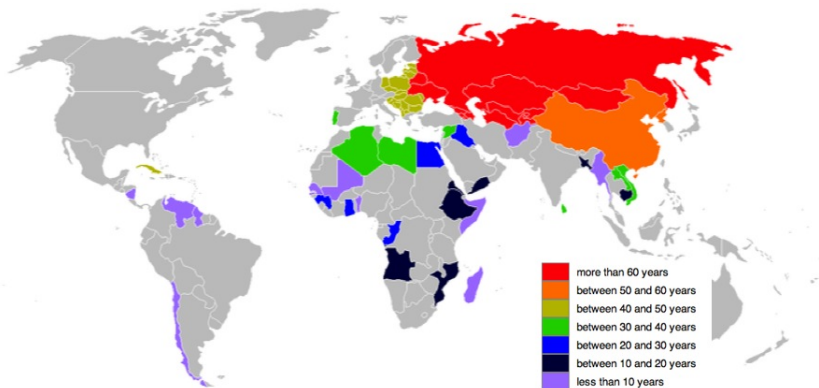 more than 60 years
between 50 and 60 years
between 40 and 50 years
between 30 and 40 years
between 20 and 30 years
between 10 and 20 years
less than 10 years